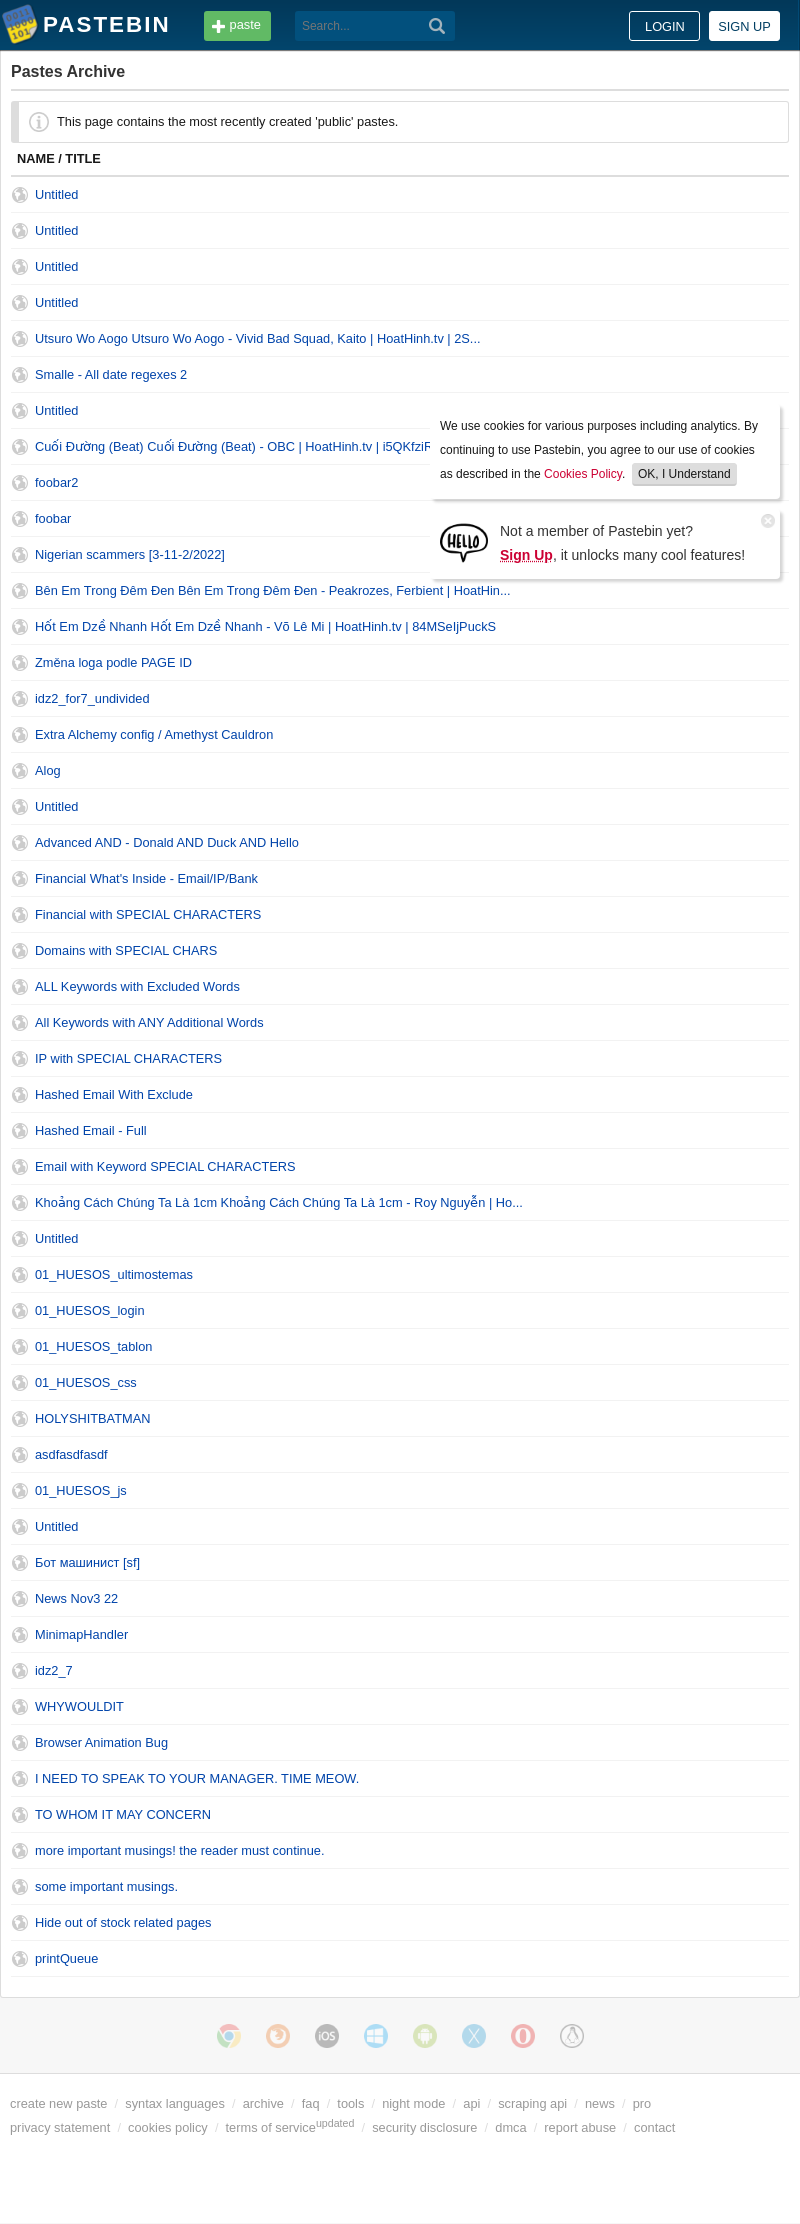 PASTEBIN
paste
Search...
LOGIN
SIGN UP
Pastes Archive
This page contains the most recently created 'public' pastes.
NAME / TITLE
Untitled
Untitled
Untitled
Untitled
Utsuro Wo Aogo Utsuro Wo Aogo - Vivid Bad Squad, Kaito | HoatHinh.tv | 2S...
Smalle - All date regexes 2
Untitled
Cuối Đường (Beat) Cuối Đường (Beat) - OBC | HoatHinh.tv |
foobar2
foobar
Nigerian scammers [3-11-2/2022]
We use cookies for various purposes including analytics. By
continuing to use Pastebin, you agree to our use of cookies
as described in the Cookies Policy. OK, I Understand
HELLO
Not a member of Pastebin yet?
Sign Up, it unlocks many cool features!
Bên Em Trong Đêm Đen Bên Em Trong Đêm Đen - Peakrozes, Ferbient | HoatHin...
Hốt Em Dzề Nhanh Hốt Em Dzề Nhanh - Võ Lê Mi | HoatHinh.tv | 84MSeIjPuckS
Změna loga podle PAGE ID
idz2_for7_undivided
Extra Alchemy config / Amethyst Cauldron
Alog
Untitled
Advanced AND - Donald AND Duck AND Hello
Financial What's Inside - Email/IP/Bank
Financial with SPECIAL CHARACTERS
Domains with SPECIAL CHARS
ALL Keywords with Excluded Words
All Keywords with ANY Additional Words
IP with SPECIAL CHARACTERS
Hashed Email With Exclude
Hashed Email - Full
Email with Keyword SPECIAL CHARACTERS
Khoảng Cách Chúng Ta Là 1cm Khoảng Cách Chúng Ta Là 1cm - Roy Nguyễn | Ho...
Untitled
01_HUESOS_ultimostemas
01_HUESOS_login
01_HUESOS_tablon
01_HUESOS_css
HOLYSHITBATMAN
asdfasdfasdf
01_HUESOS_js
Untitled
Бот машинист [sf]
News Nov3 22
MinimapHandler
idz2_7
WHYWOULDIT
Browser Animation Bug
I NEED TO SPEAK TO YOUR MANAGER. TIME MEOW.
TO WHOM IT MAY CONCERN
more important musings! the reader must continue.
some important musings.
Hide out of stock related pages
printQueue
iOS
create new paste / syntax languages / archive / faq / tools / night mode / api / scraping api / news / pro
privacy statement / cookies policy / terms of service updated / security disclosure / dmca / report abuse / contact